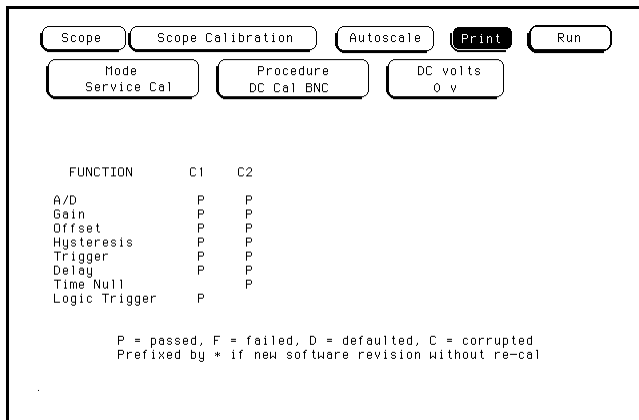 Scope Scope Calibration Autoscale Print Run
Mode Procedure DC volts
Service Cal DC Cal BNC 0 v
FUNCTION C1 C2
A/D P P
Gain P P
Offset P P
Hysteresis P P
Trigger P P
Delay P P
Time Null P
Logic Trigger P
P = passed, F = failed, D = defaulted, C = corrupted
Prefixed by * if new software revision without re-cal